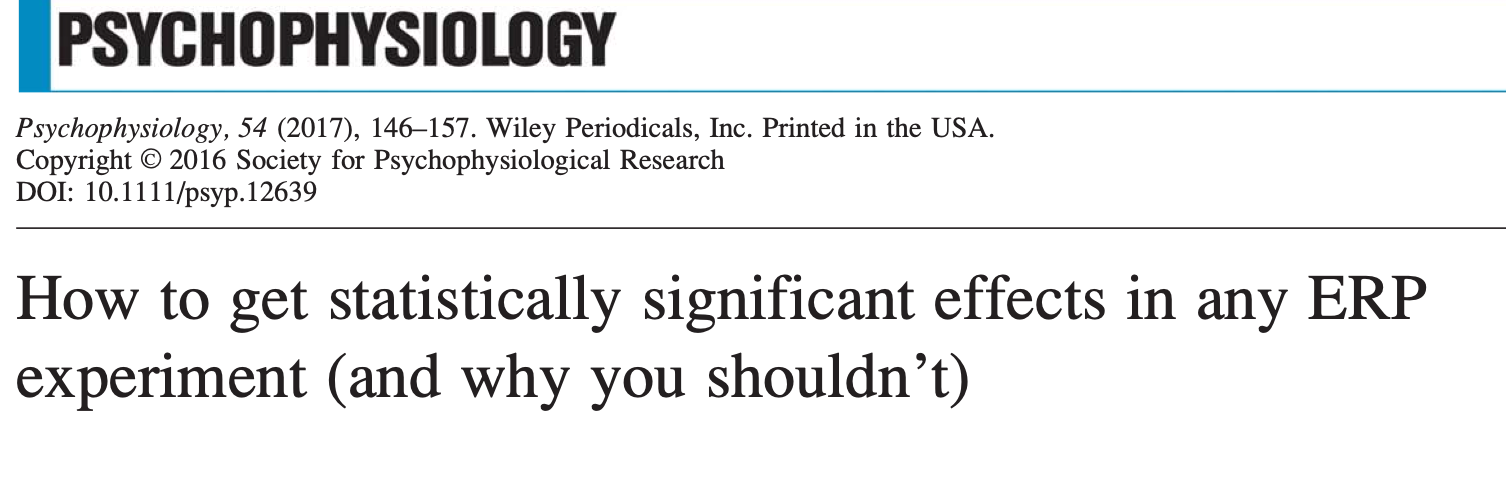 PSYCHOPHYSIOLOGY
Psychophysiology, 54 (2017), 146–157. Wiley Periodicals, Inc. Printed in the USA.
Copyright © 2016 Society for Psychophysiological Research
DOI: 10.1111/psyp.12639
How to get statistically significant effects in any ERP
experiment (and why you shouldn’t)